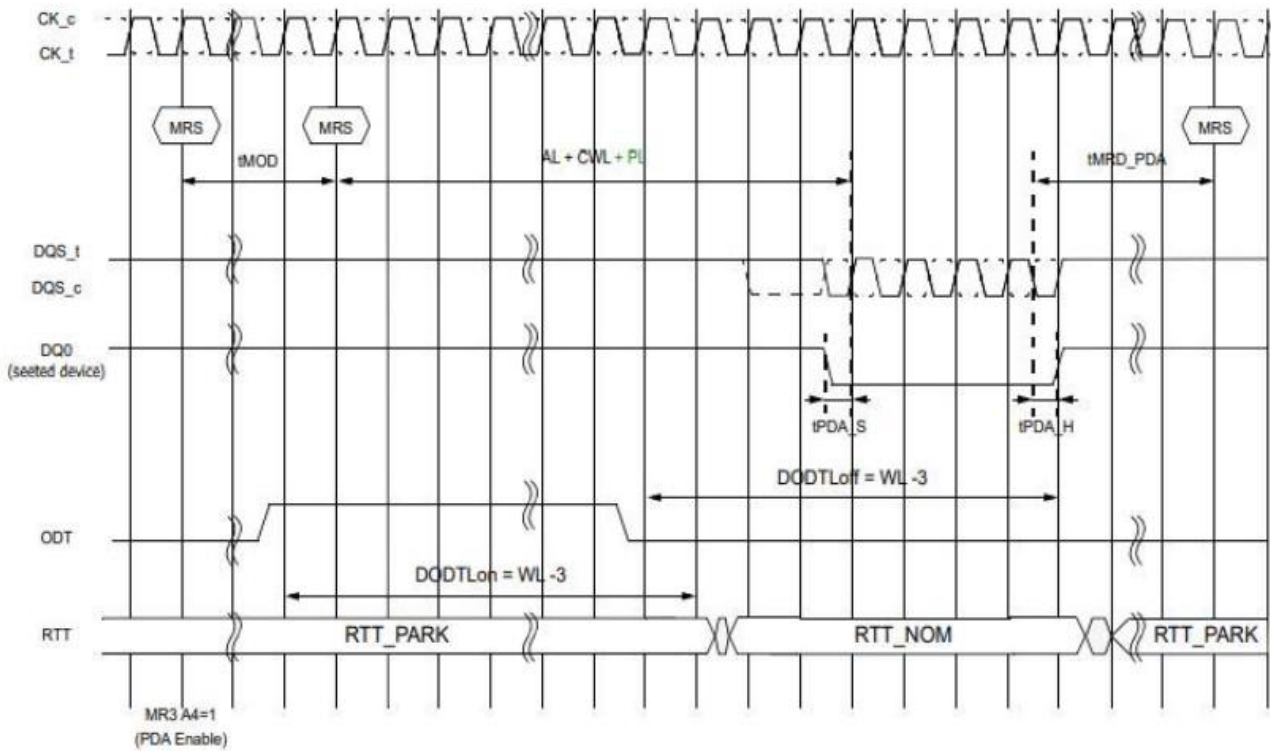 CK_c
CK_t
MRS
MRS
MRS
tMOD
AL + CWL + PL
tMRD_PDA
DQS_t
DQS_c
DQ0
(seeted device)
tPDA_S
tPDA_H
DODTLoff = WL -3
ODT
DODTLon = WL -3
RTT
RTT_PARK
RTT_NOM
RTT_PARK
MR3 A4=1
(PDA Enable)